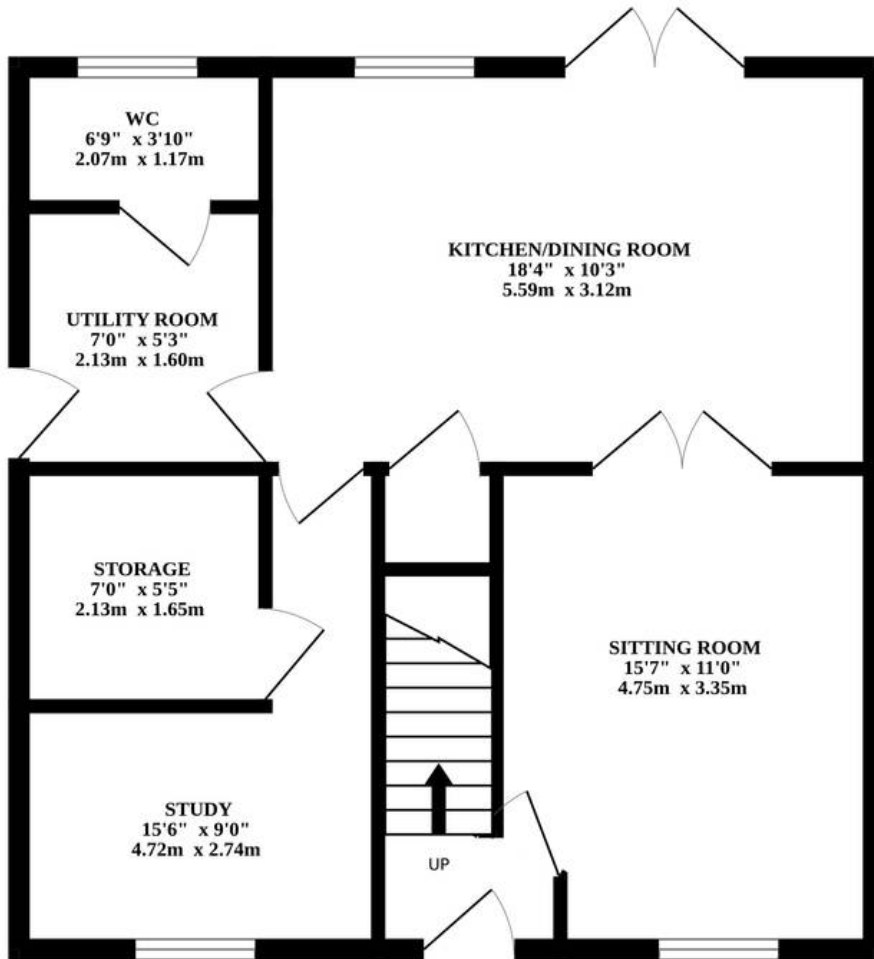 WC
6'9" x 3'10"
2.07m x 1.17m
KITCHEN/DINING ROOM
18'4" x 10'3"
5.59m x 3.12m
UTILITY ROOM
7'0" x 5'3"
2.13m x 1.60m
STORAGE
7'0" x 5'5"
2.13m x 1.65m
SITTING ROOM
15'7" x 11'0"
4.75m x 3.35m
STUDY
15'6" x 9'0"
4.72m x 2.74m
UP